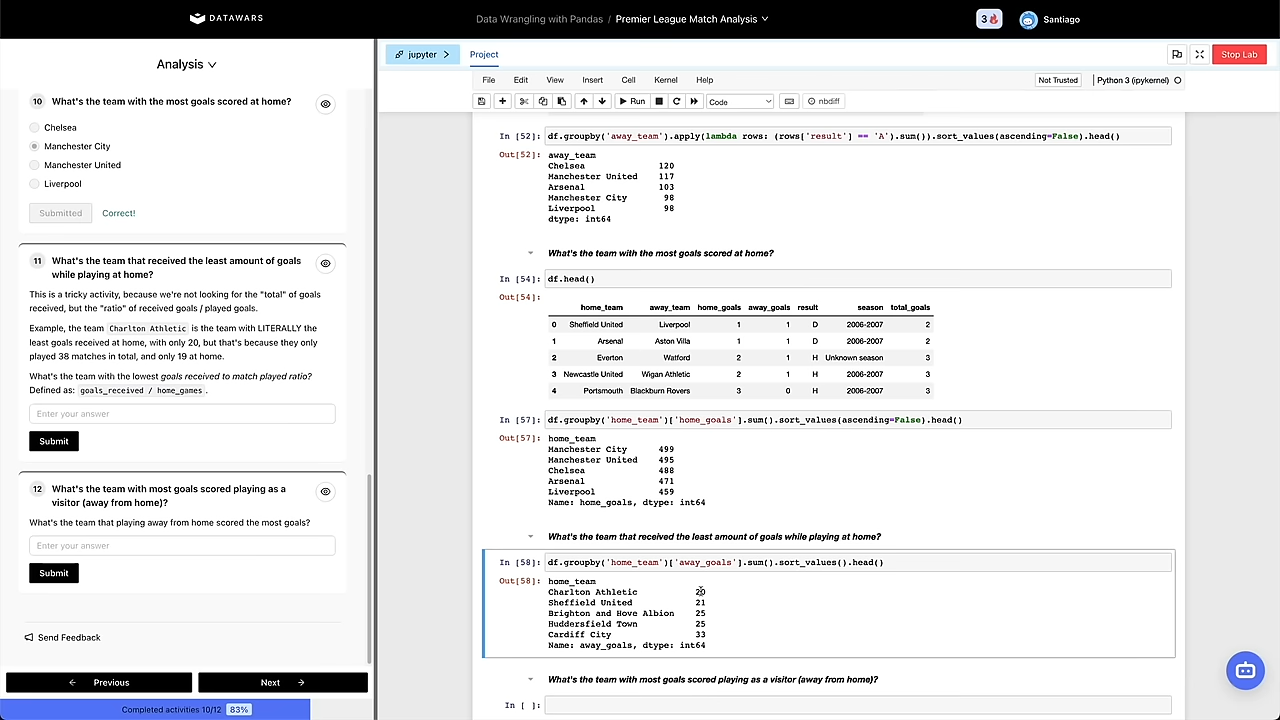 DATAWARS
Data Wrangling with Pandas / Premier League Match Analysis
3
Santiago
Analysis
jupyter
Project
Stop Lab
File Edit View Insert Cell Kernel Help
Not Trusted
Python 3 (ipykernel)
Run
Code
nbdiff
10 What's the team with the most goals scored at home?
Chelsea
Manchester City
Manchester United
Liverpool
Submitted
Correct!
11 What's the team that received the least amount of goals
while playing at home?
This is a tricky activity, because we're not looking for the "total" of goals
received, but the "ratio" of received goals / played goals.
Example, the team Charlton Athletic is the team with LITERALLY the
least goals received at home, with only 20, but that's because they only
played 38 matches in total, and only 19 at home.
What's the team with the lowest goals received to match played ratio?
Defined as: goals_received / home_games .
Enter your answer
Submit
12 What's the team with most goals scored playing as a
visitor (away from home)?
What's the team that playing away from home scored the most goals?
Enter your answer
Submit
Send Feedback
Previous
Next
Completed activities 10/12 83%
In [52]: df.groupby('away_team').apply(lambda rows: (rows['result'] == 'A').sum()).sort_values(ascending=False).head()
Out[52]: away_team
Chelsea 120
Manchester United 117
Arsenal 103
Manchester City 98
Liverpool 98
dtype: int64
What's the team with the most goals scored at home?
In [54]: df.head()
Out[54]:
home_team away_team home_goals away_goals result season total_goals
0 Sheffield United Liverpool 1 1 D 2006-2007 2
1 Arsenal Aston Villa 1 1 D 2006-2007 2
2 Everton Watford 2 1 H Unknown season 3
3 Newcastle United Wigan Athletic 2 1 H 2006-2007 3
4 Portsmouth Blackburn Rovers 3 0 H 2006-2007 3
In [57]: df.groupby('home_team')['home_goals'].sum().sort_values(ascending=False).head()
Out[57]: home_team
Manchester City 499
Manchester United 495
Chelsea 488
Arsenal 471
Liverpool 459
Name: home_goals, dtype: int64
What's the team that received the least amount of goals while playing at home?
In [58]: df.groupby('home_team')['away_goals'].sum().sort_values().head()
Out[58]: home_team
Charlton Athletic 20
Sheffield United 21
Brighton and Hove Albion 25
Huddersfield Town 25
Cardiff City 33
Name: away_goals, dtype: int64
What's the team with most goals scored playing as a visitor (away from home)?
In [ ]: